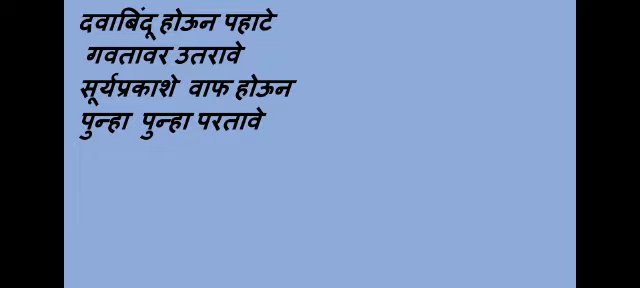 दवाबिंदू होऊन पहाटे
गवतावर उतरावे
सूर्यप्रकाशे वाफ होऊन
पुन्हा पुन्हा परतावे